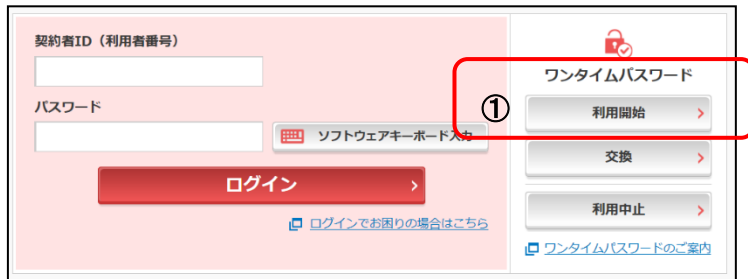 契約者ID（利用者番号）
パスワード
ソフトウェアキーボード入力
ログイン
ログインでお困りの場合はこちら
①
ワンタイムパスワード
利用開始
交換
利用中止
ワンタイムパスワードのご案内